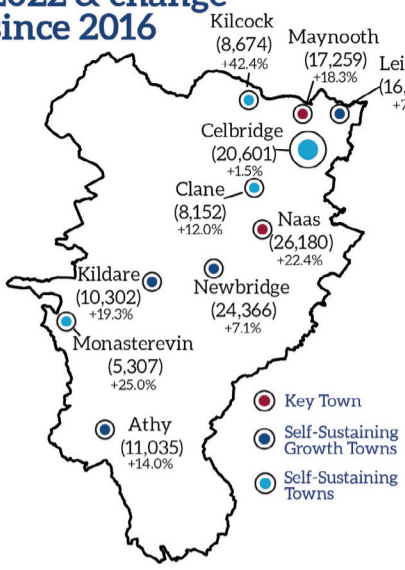 2022 & change
since 2016
Kilcock
(8,674)
+42.4%
Maynooth
(17,259)
+18.3%
Lei
(16,
+7
Celbridge
(20,601)
+1.5%
Clane
(8,152)
+12.0%
Naas
(26,180)
+22.4%
Kildare
(10,302)
+19.3%
Newbridge
(24,366)
+7.1%
Monasterevin
(5,307)
+25.0%
Athy
(11,035)
+14.0%
Key Town
Self-Sustaining
Growth Towns
Self-Sustaining
Towns